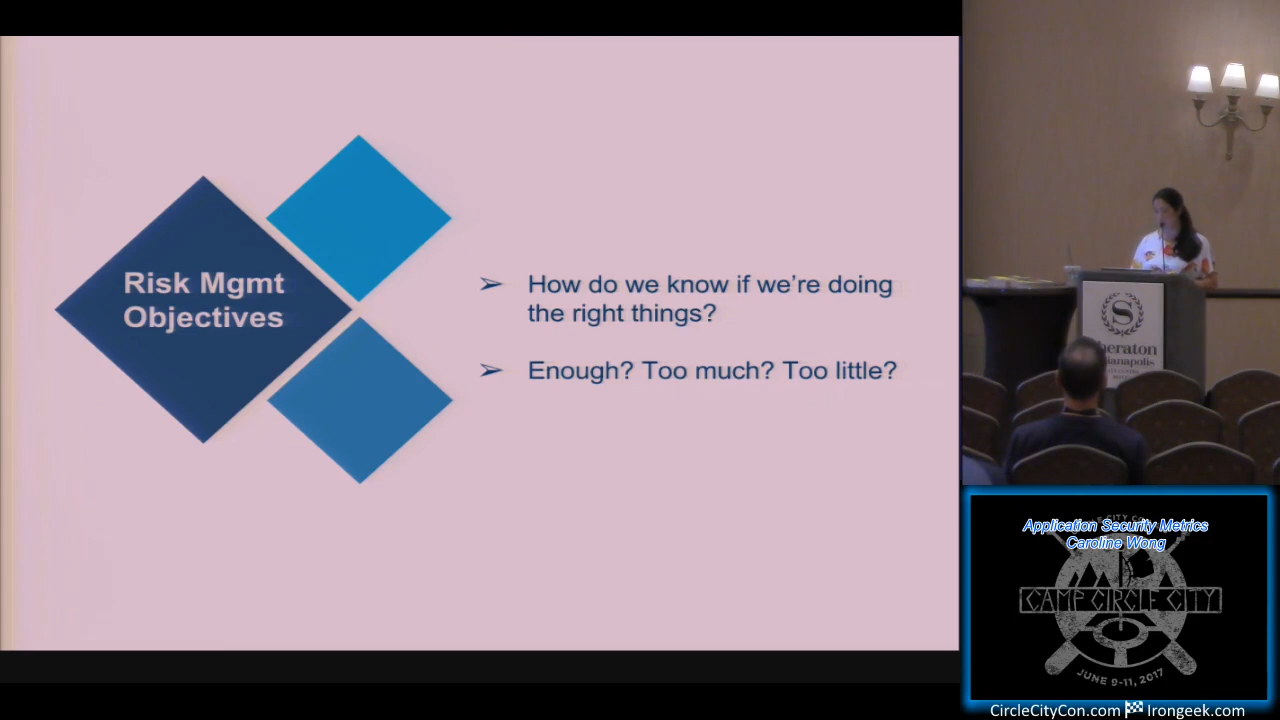 Risk Mgmt
Objectives
➢ How do we know if we're doing
the right things?
➢ Enough? Too much? Too little?
S
Application Security Metrics
Caroline Wong
CAMP CIRCLE CITY
JUNE 9-11, 2017
CircleCityCon.com Irongeek.com